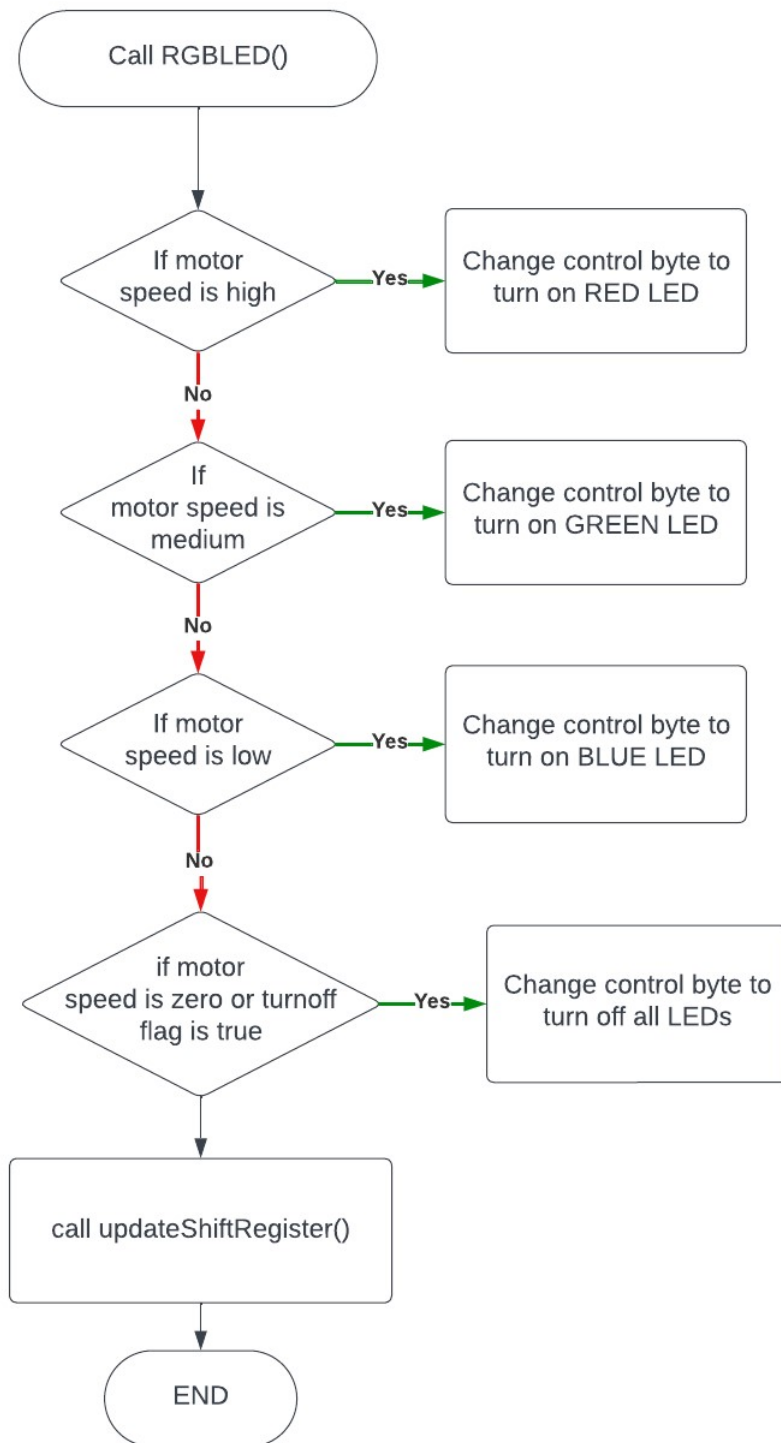 Call RGBLED()
If motor
speed is high
Yes
Change control byte to
turn on RED LED
No
If
motor speed is
medium
Yes
Change control byte to
turn on GREEN LED
No
If motor
speed is low
Yes
Change control byte to
turn on BLUE LED
No
if motor
speed is zero or turnoff
flag is true
Yes
Change control byte to
turn off all LEDs
call updateShiftRegister()
END